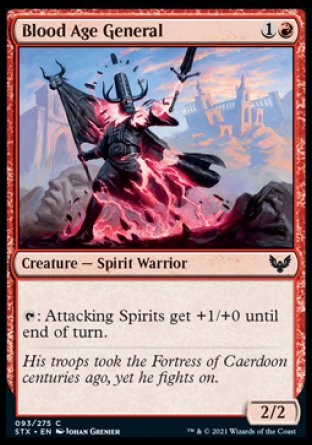 Blood Age General 1
Creature — Spirit Warrior
: Attacking Spirits get +1/+0 until
end of turn.
His troops took the Fortress of Caerdoon
centuries ago, yet he fights on.
2/2
093/275 C
STX • EN Johan Grenier
™ & © 2021 Wizards of the Coast